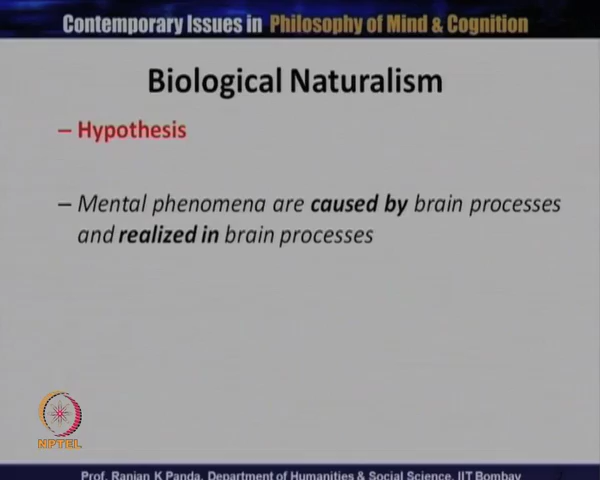 Contemporary Issues in Philosophy of Mind & Cognition
Biological Naturalism
– Hypothesis
– Mental phenomena are caused by brain processes
and realized in brain processes
NPTEL
Prof. Ranjan K Panda, Department of Humanities & Social Science, IIT Bombay